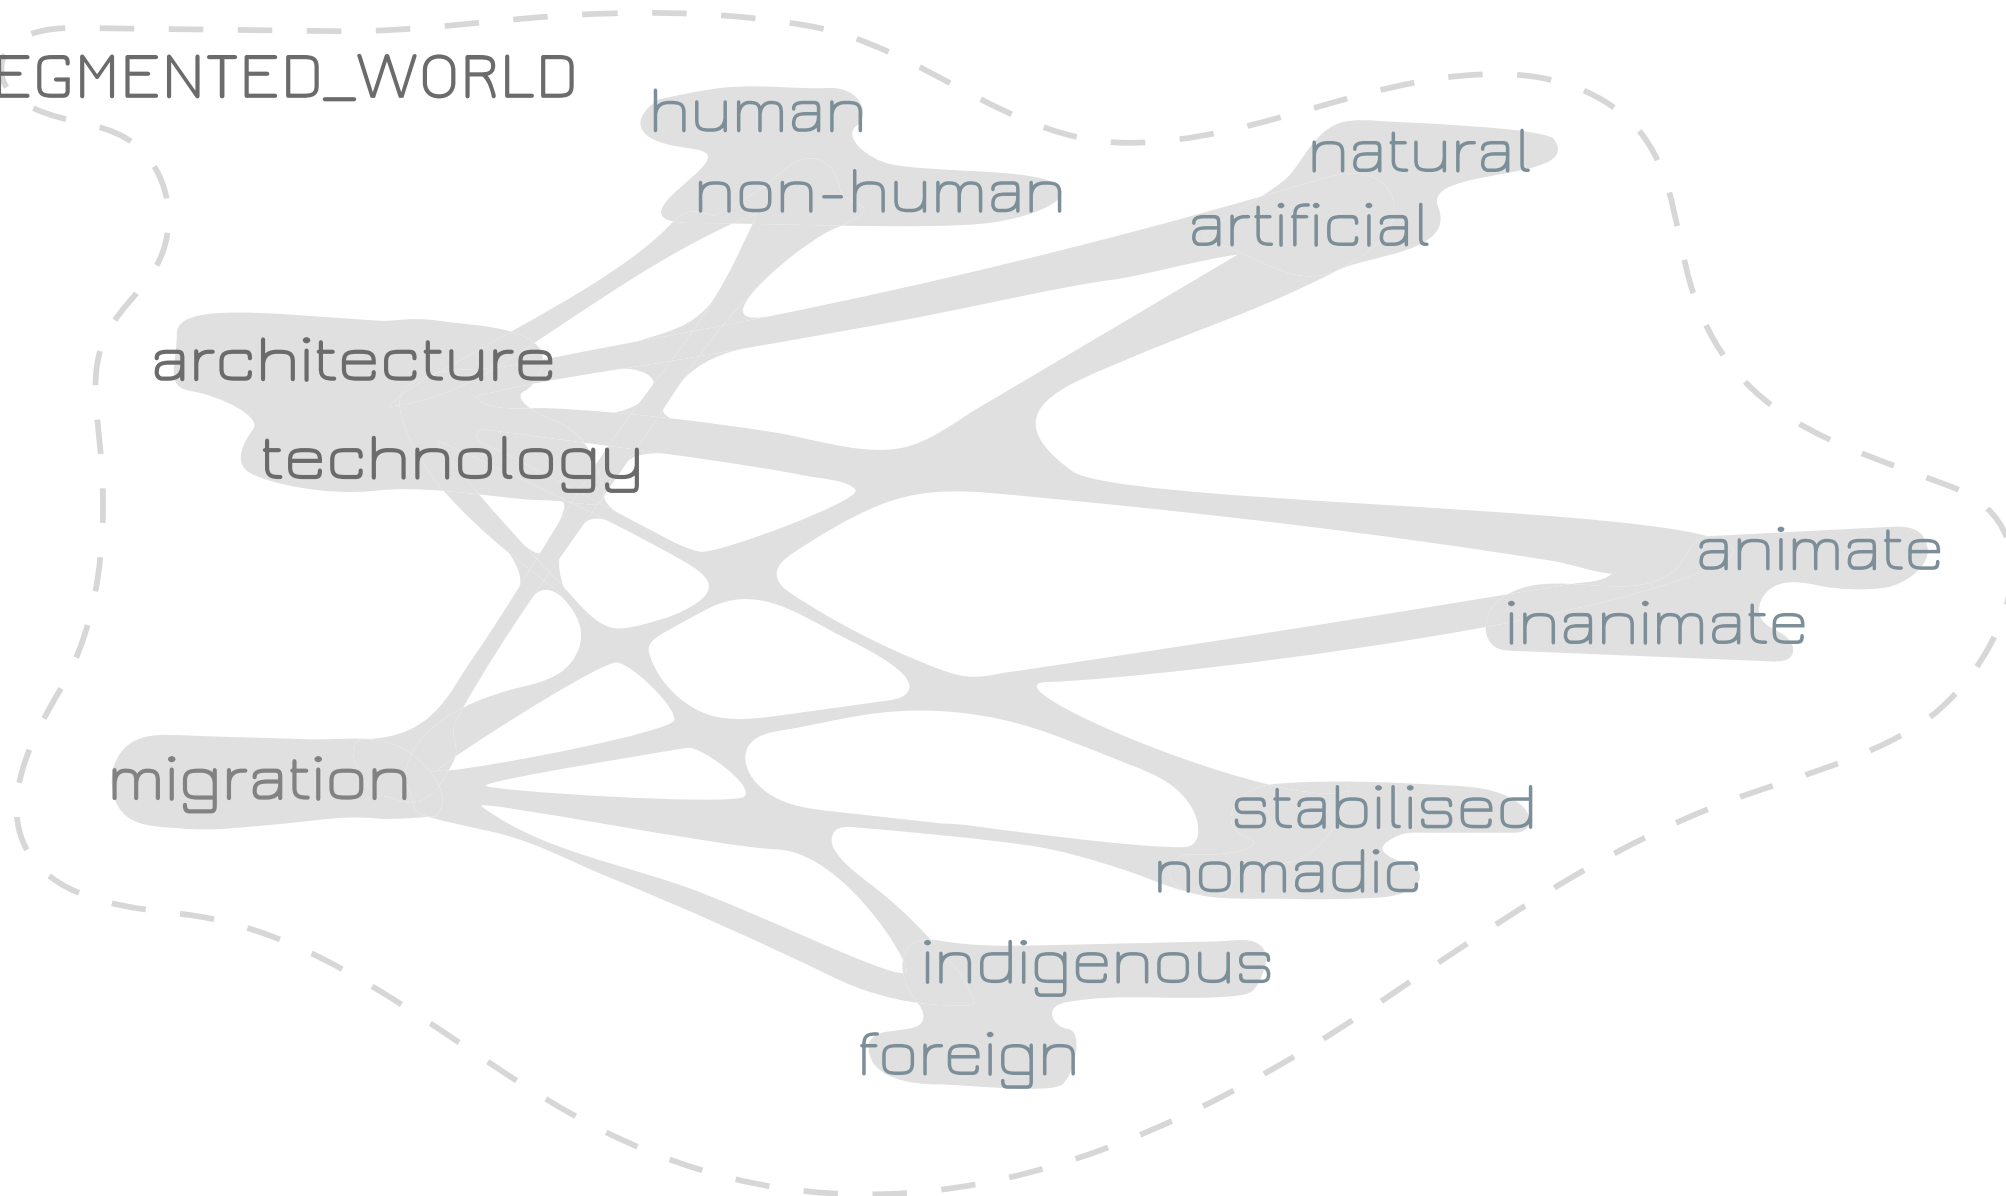 EGMENTED_WORLD
human
non-human
natural
artificial
architecture
technology
animate
inanimate
migration
stabilised
nomadic
indigenous
foreign